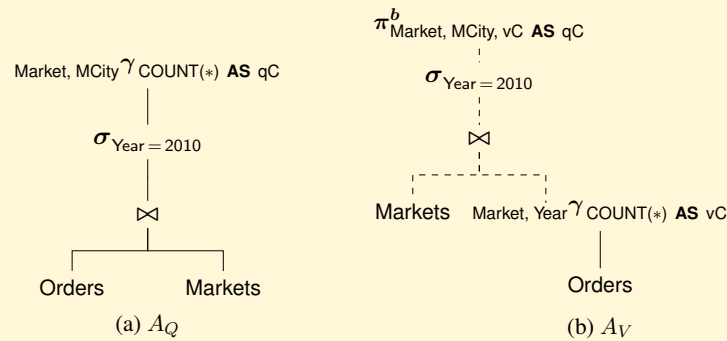 Market, MCity γ COUNT(∗) AS qC
σ Year = 2010
⋈
Orders Markets
(a) A_Q
π^b Market, MCity, vC AS qC
σ Year = 2010
⋈
Markets Market, Year γ COUNT(∗) AS vC
Orders
(b) A_V